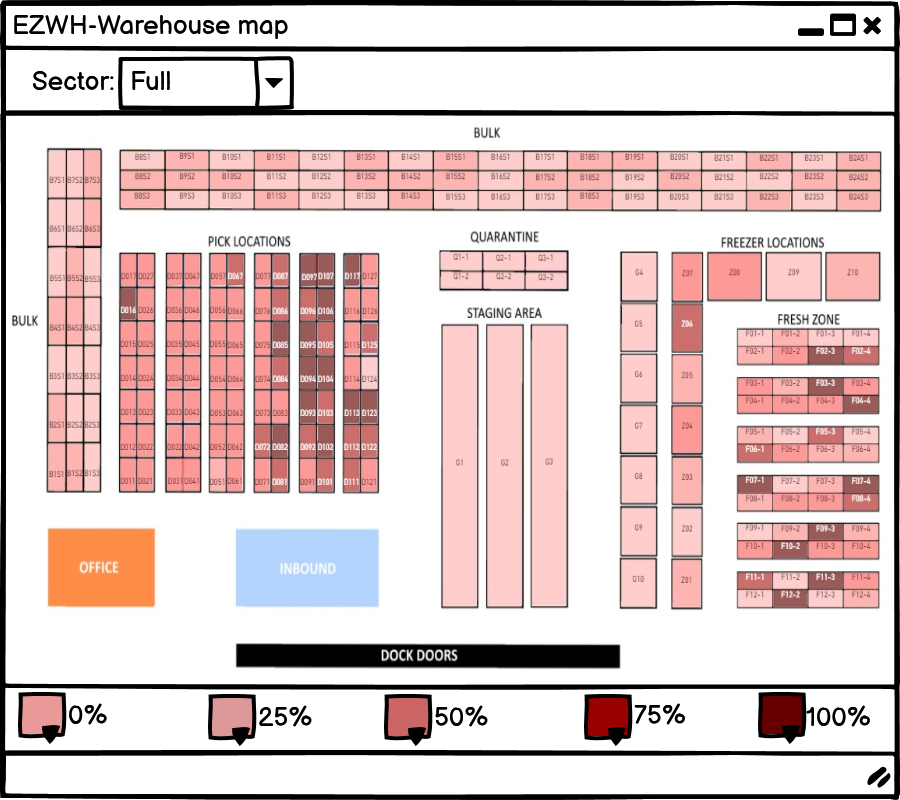 EZWH-Warehouse map
Sector: Full
BULK
B8S1 B9S1 B10S1 B11S1 B12S1 B13S1 B14S1 B15S1 B16S1 B17S1 B18S1 B19S1 B20S1 B21S1 B22S1 B23S1 B24S1
B8S2 B9S2 B10S2 B11S2 B12S2 B13S2 B14S2 B15S2 B16S2 B17S2 B18S2 B19S2 B20S2 B21S2 B22S2 B23S2 B24S2
B8S3 B9S3 B10S3 B11S3 B12S3 B13S3 B14S3 B15S3 B16S3 B17S3 B18S3 B19S3 B20S3 B21S3 B22S3 B23S3 B24S3
BULK
B7S1 B7S2 B7S3
B6S1 B6S2 B6S3
B5S1 B5S2 B5S3
B4S1 B4S2 B4S3
B3S1 B3S2 B3S3
B2S1 B2S2 B2S3
B1S1 B1S2 B1S3
PICK LOCATIONS
D017 D027 D037 D047 D057 D067 D077 D087 D097 D107 D117 D127
D016 D026 D036 D046 D056 D066 D076 D086 D096 D106 D116 D126
D015 D025 D035 D045 D055 D065 D075 D085 D095 D105 D115 D125
D014 D024 D034 D044 D054 D064 D074 D084 D094 D104 D114 D124
D013 D023 D033 D043 D053 D063 D073 D083 D093 D103 D113 D123
D012 D022 D032 D042 D052 D062 D072 D082 D092 D102 D112 D122
D011 D021 D031 D041 D051 D061 D071 D081 D091 D101 D111 D121
QUARANTINE
Q1-1 Q2-1 Q3-1
Q1-2 Q2-2 Q3-2
STAGING AREA
G1 G2 G3
G4
G5
G6
G7
G8
G9
G10
FREEZER LOCATIONS
Z07 Z08 Z09 Z10
Z06
Z05
Z04
Z03
Z02
Z01
FRESH ZONE
F01-1 F01-2 F01-3 F01-4
F02-1 F02-2 F02-3 F02-4
F03-1 F03-2 F03-3 F03-4
F04-1 F04-2 F04-3 F04-4
F05-1 F05-2 F05-3 F05-4
F06-1 F06-2 F06-3 F06-4
F07-1 F07-2 F07-3 F07-4
F08-1 F08-2 F08-3 F08-4
F09-1 F09-2 F09-3 F09-4
F10-1 F10-2 F10-3 F10-4
F11-1 F11-2 F11-3 F11-4
F12-1 F12-2 F12-3 F12-4
OFFICE
INBOUND
DOCK DOORS
0% 25% 50% 75% 100%